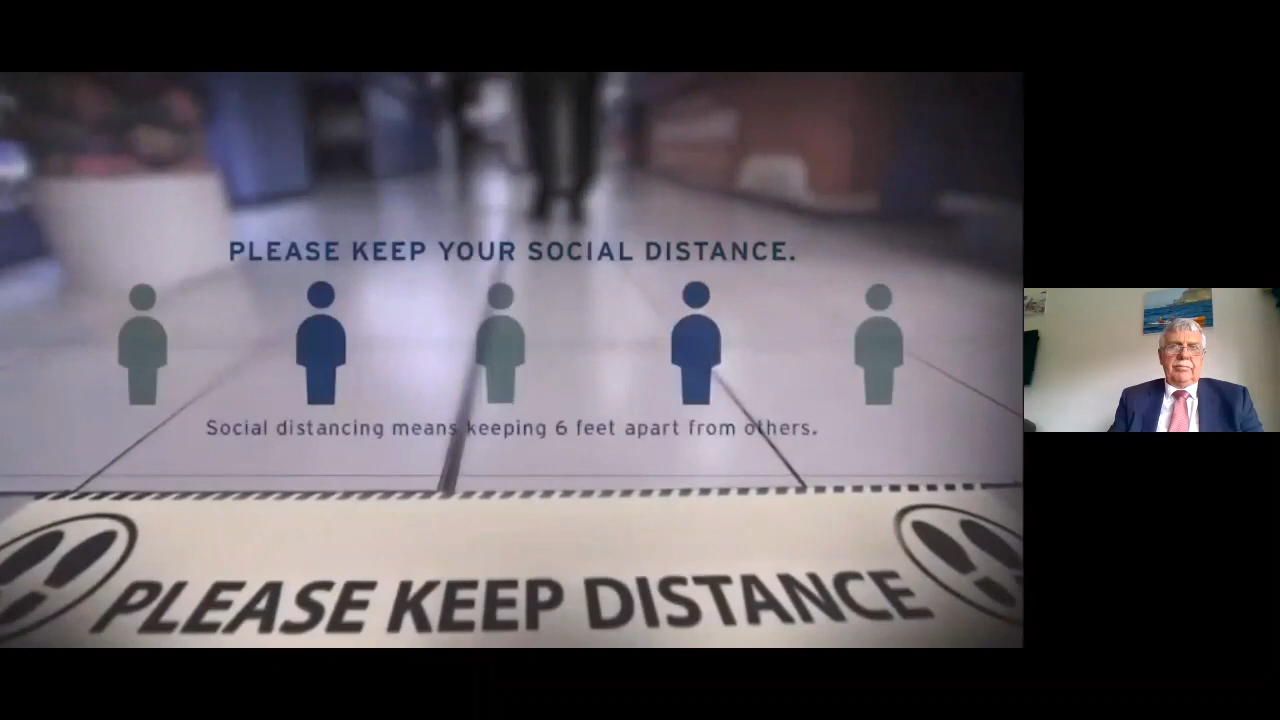 PLEASE KEEP YOUR SOCIAL DISTANCE.
Social distancing means keeping 6 feet apart from others.
PLEASE KEEP DISTANCE